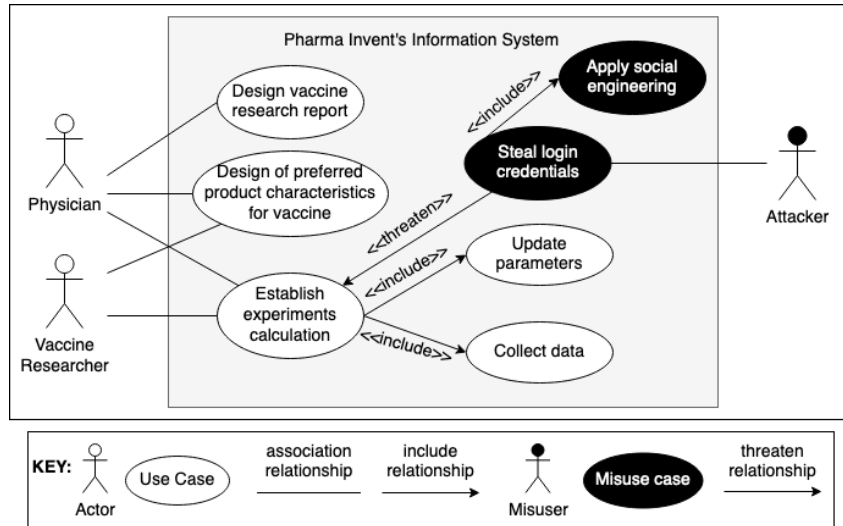 Pharma Invent's Information System
Design vaccine
research report
Apply social
engineering
<<include>>
Steal login
credentials
Physician
Design of preferred
product characteristics
for vaccine
Attacker
<<threaten>>
Update
parameters
<<include>>
Establish
experiments
calculation
Vaccine
Researcher
<<include>>
Collect data
KEY:
Actor
Use Case
association
relationship
include
relationship
Misuser
Misuse case
threaten
relationship